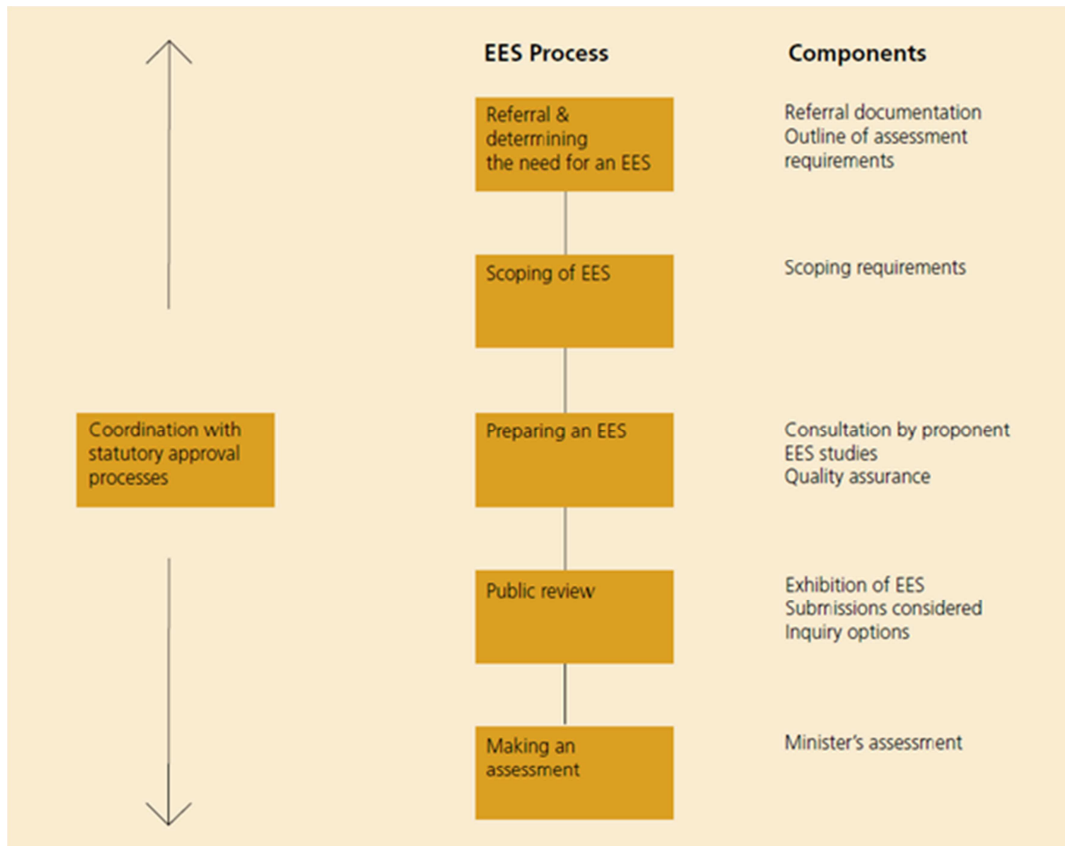 EES Process
Components
Referral &
determining
the need for an EES
Referral documentation
Outline of assessment
requirements
Scoping of EES
Scoping requirements
Coordination with
statutory approval
processes
Preparing an EES
Consultation by proponent
EES studies
Quality assurance
Public review
Exhibition of EES
Submissions considered
Inquiry options
Making an
assessment
Minister's assessment